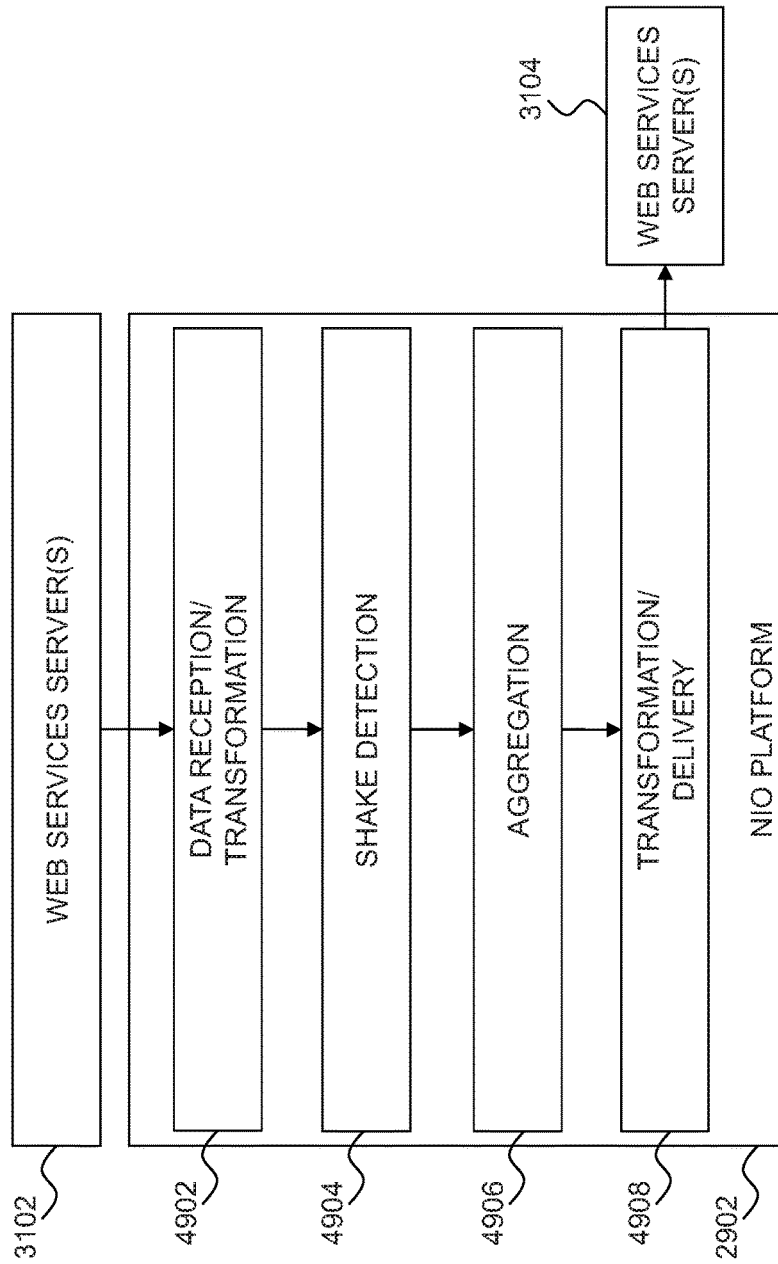 3102
WEB SERVICES SERVER(S)
4902
DATA RECEPTION/
TRANSFORMATION
4904
SHAKE DETECTION
4906
AGGREGATION
4908
TRANSFORMATION/
DELIVERY
2902
NIO PLATFORM
3104
WEB SERVICES
SERVER(S)